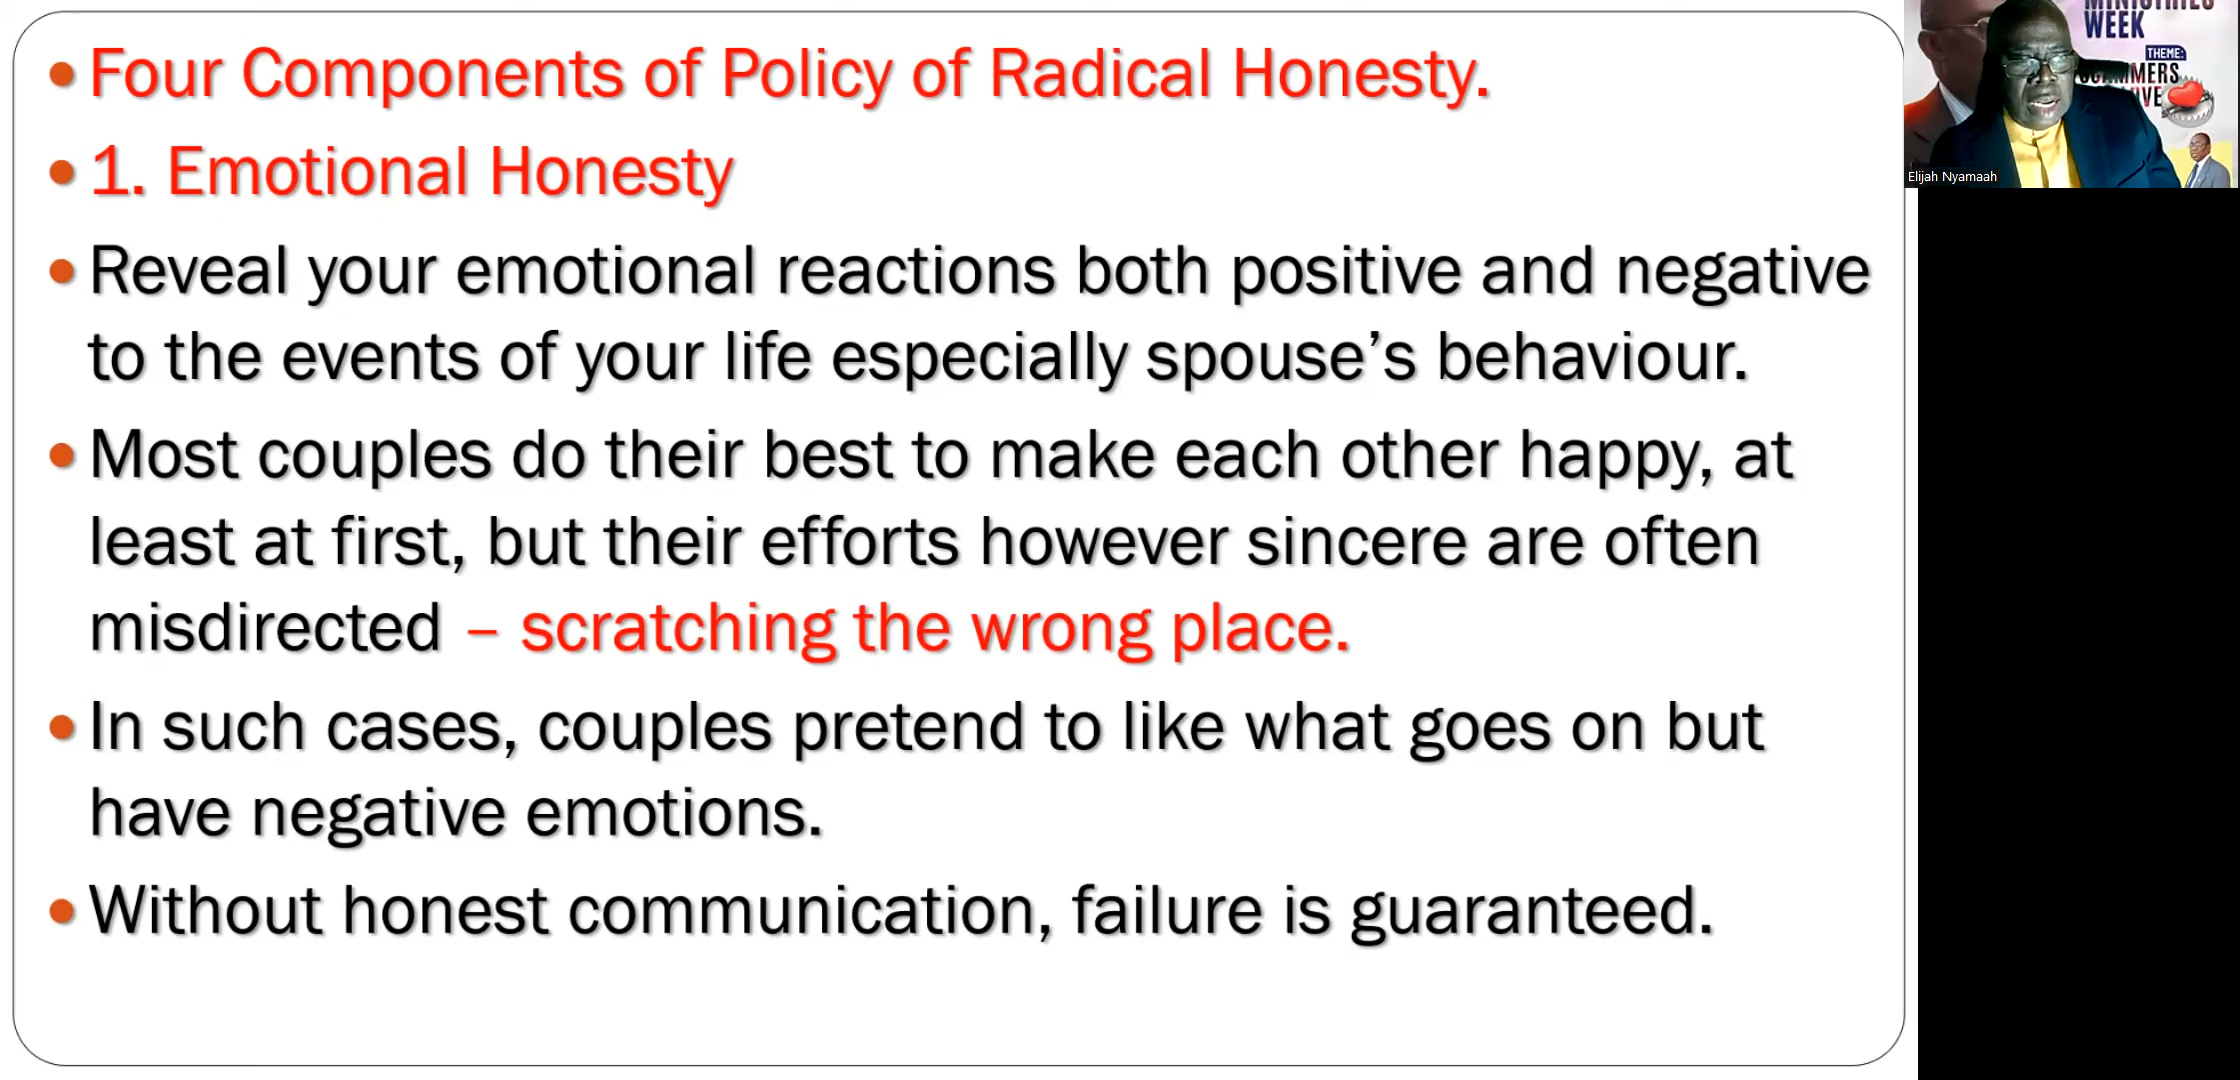 • Four Components of Policy of Radical Honesty.
• 1. Emotional Honesty
• Reveal your emotional reactions both positive and negative
to the events of your life especially spouse’s behaviour.
• Most couples do their best to make each other happy, at
least at first, but their efforts however sincere are often
misdirected – scratching the wrong place.
• In such cases, couples pretend to like what goes on but
have negative emotions.
• Without honest communication, failure is guaranteed.
MINISTRIES
WEEK
THEME:
Elijah Nyamaah